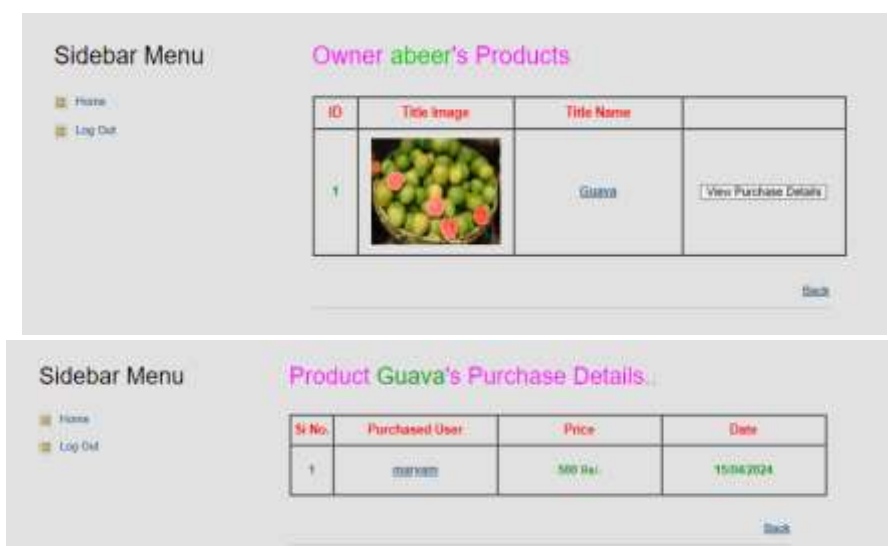 Sidebar Menu
Owner abeer's Products
Home
Log Out
ID Title Image Title Name
1 Guava View Purchase Details
Back
Sidebar Menu
Product Guava's Purchase Details..
Home
Log Out
Si No. Purchased User Price Date
1 maryam 500 15/04/2024
Back